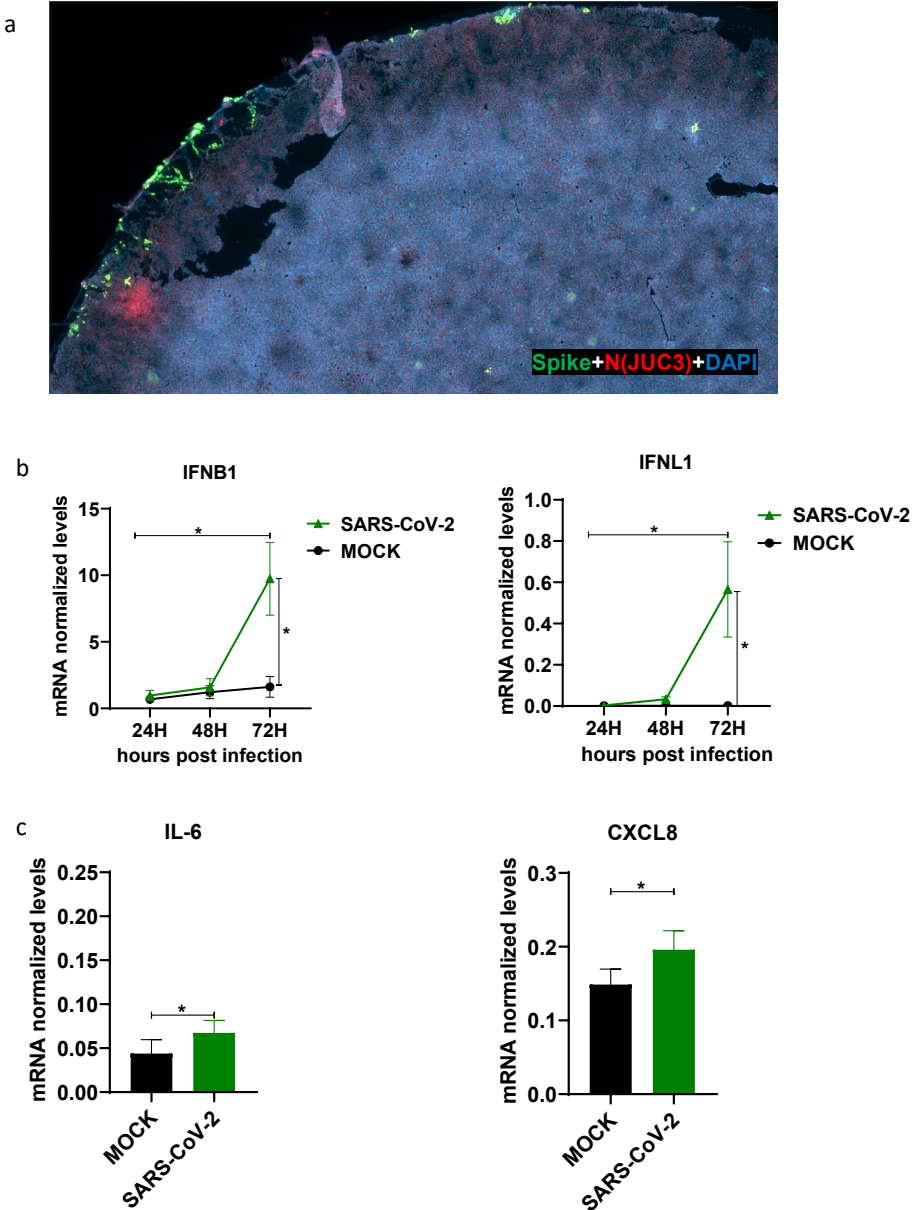 a
Spike+N(JUC3)+DAPI
b
IFNB1
mRNA normalized levels
15
10
5
0
*
*
24H 48H 72H
hours post infection
SARS-CoV-2
MOCK
IFNL1
mRNA normalized levels
1.0
0.8
0.6
0.4
0.2
0.0
*
*
24H 48H 72H
hours post infection
SARS-CoV-2
MOCK
c
IL-6
mRNA normalized levels
0.25
0.20
0.15
0.10
0.05
0.00
*
MOCK
SARS-CoV-2
CXCL8
mRNA normalized levels
0.3
0.2
0.1
0.0
*
MOCK
SARS-CoV-2